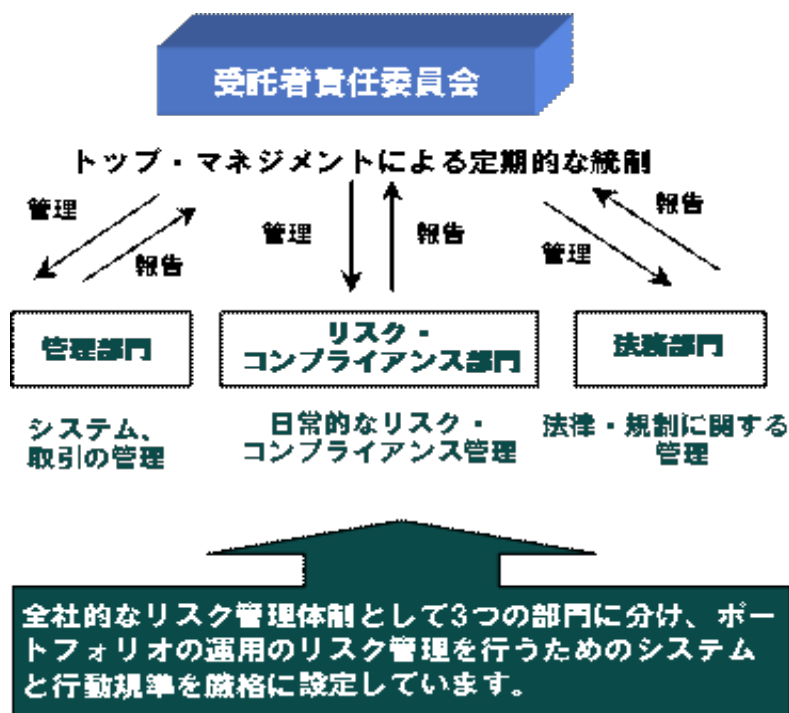 受託者責任委員会
トップ・マネジメントによる定期的な統制
管理
報告
管理
報告
管理
報告
管理部門
リスク・
コンプライアンス部門
法務部門
システム、
取引の管理
日常的なリスク・
コンプライアンス管理
法律・規制に関する
管理
全社的なリスク管理体制として3つの部門に分け、ポー
トフォリオの運用のリスク管理を行うためのシステム
と行動規準を厳格に設定しています。